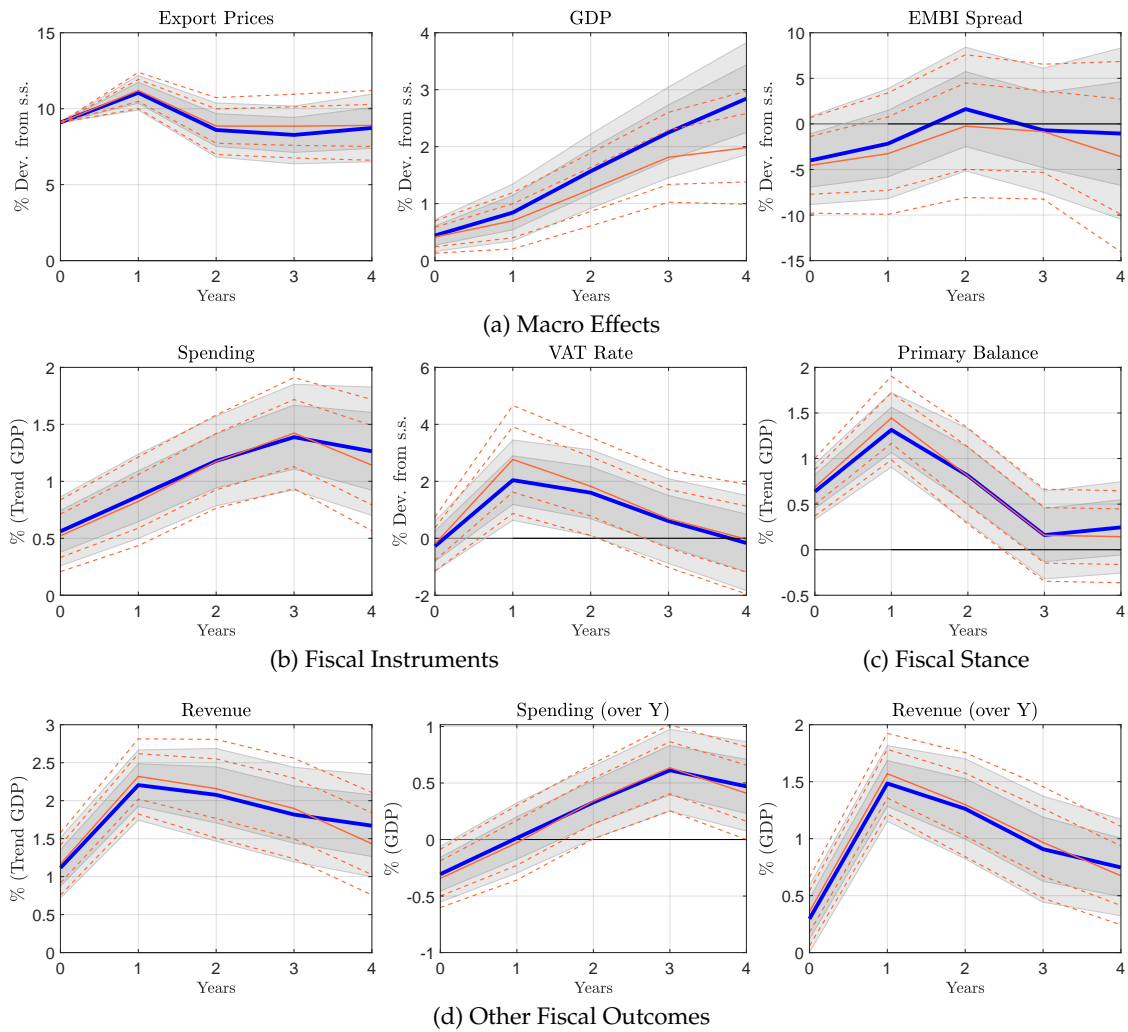 Export Prices
GDP
EMBI Spread
% Dev. from s.s.
15
10
5
0
0 1 2 3 4
Years
% Dev. from s.s.
4
3
2
1
0
0 1 2 3 4
Years
% Dev. from s.s.
10
5
0
-5
-10
-15
0 1 2 3 4
Years
(a) Macro Effects
Spending
VAT Rate
Primary Balance
% (Trend GDP)
2
1.5
1
0.5
0
0 1 2 3 4
Years
% Dev. from s.s.
6
4
2
0
-2
0 1 2 3 4
Years
% (Trend GDP)
2
1.5
1
0.5
0
-0.5
0 1 2 3 4
Years
(b) Fiscal Instruments
(c) Fiscal Stance
Revenue
Spending (over Y)
Revenue (over Y)
% (Trend GDP)
3
2.5
2
1.5
1
0.5
0
0 1 2 3 4
Years
% (GDP)
1
0.5
0
-0.5
-1
0 1 2 3 4
Years
% (GDP)
2
1.5
1
0.5
0
0 1 2 3 4
Years
(d) Other Fiscal Outcomes